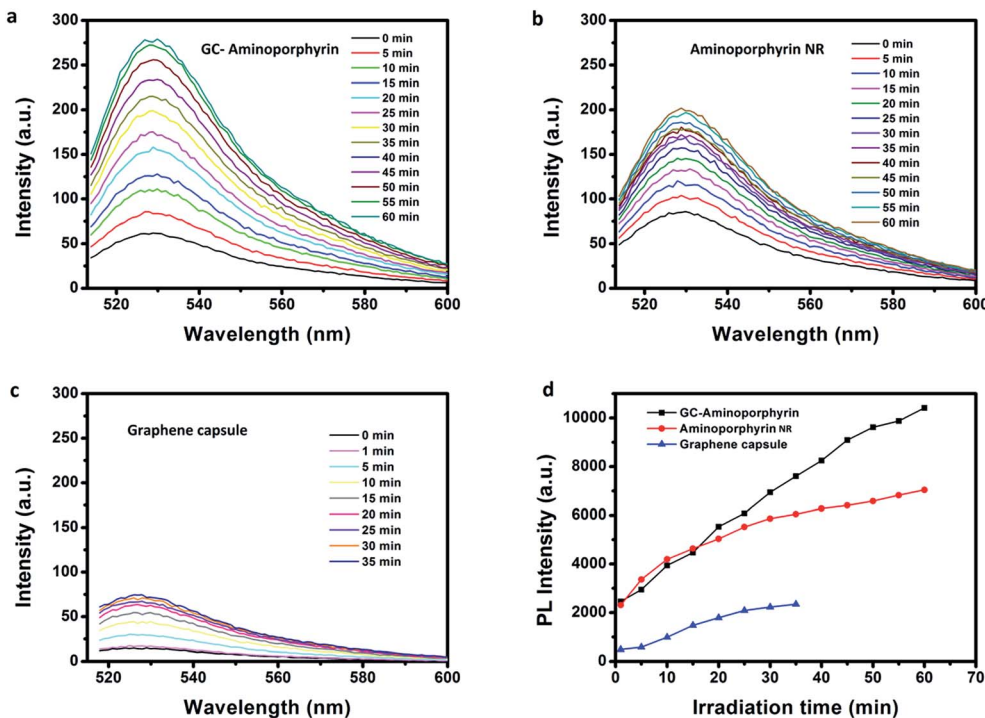 a
GC- Aminoporphyrin
0 min
5 min
10 min
15 min
20 min
25 min
30 min
35 min
40 min
45 min
50 min
55 min
60 min
300
250
200
150
100
50
0
520
540
560
580
600
Intensity (a.u.)
Wavelength (nm)
b
Aminoporphyrin NR
0 min
5 min
10 min
15 min
20 min
25 min
30 min
35 min
40 min
45 min
50 min
55 min
60 min
300
250
200
150
100
50
0
520
540
560
580
600
Intensity (a.u.)
Wavelength (nm)
c
Graphene capsule
0 min
1 min
5 min
10 min
15 min
20 min
25 min
30 min
35 min
300
250
200
150
100
50
0
520
540
560
580
600
Intensity (a.u.)
Wavelength (nm)
d
GC-Aminoporphyrin
Aminoporphyrin NR
Graphene capsule
10000
8000
6000
4000
2000
0
0
10
20
30
40
50
60
70
PL Intensity (a.u.)
Irradiation time (min)